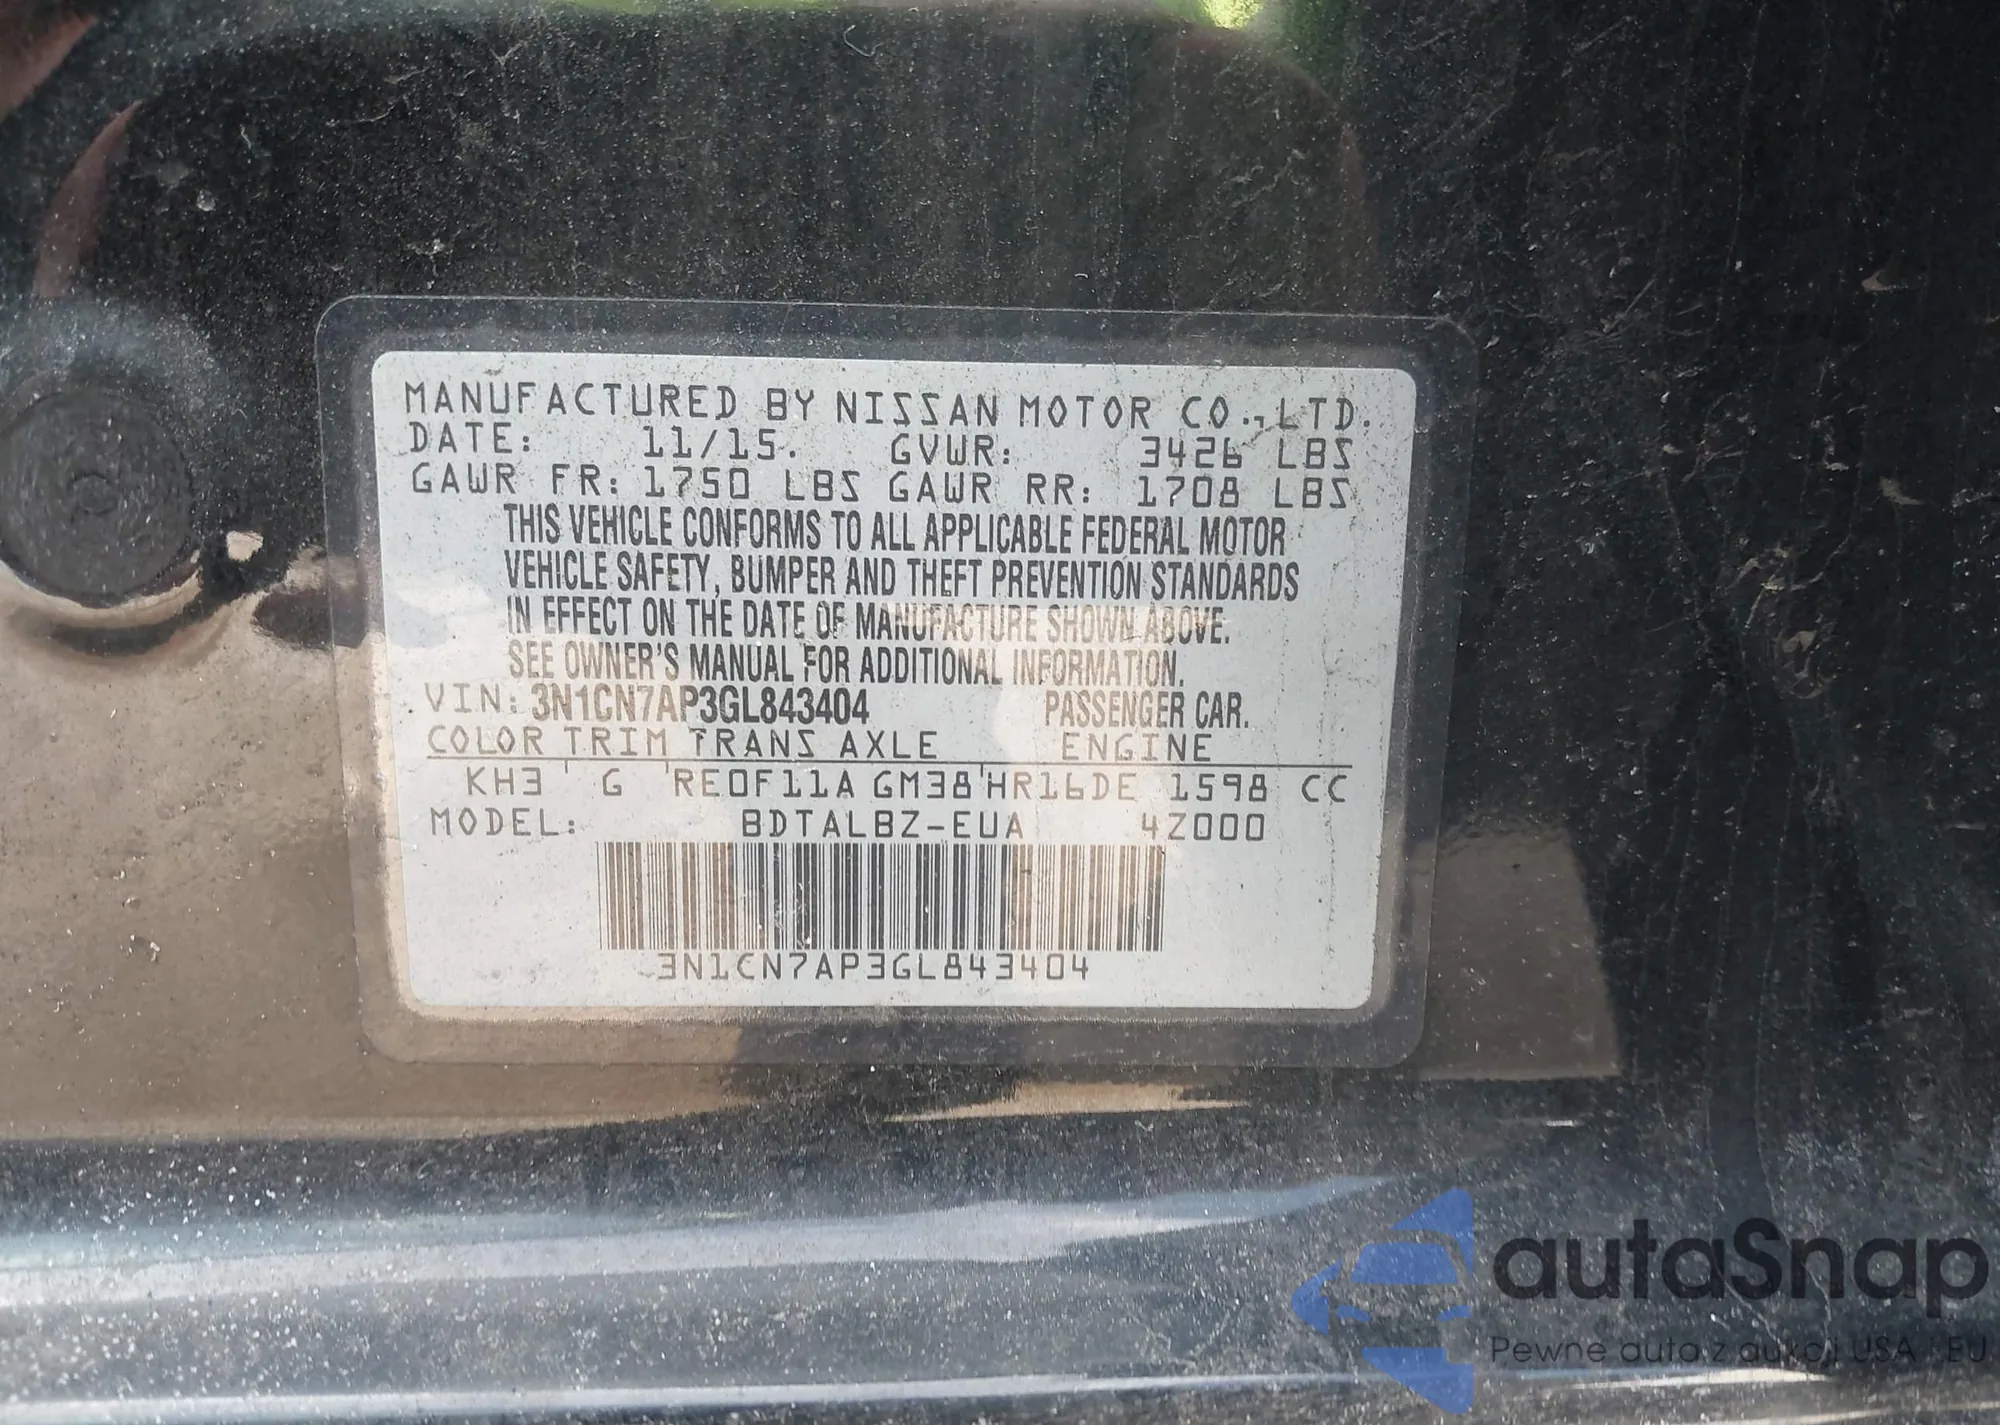 MANUFACTURED BY NISSAN MOTOR CO., LTD.
DATE: 11/15. GVWR: 3426 LBS
GAWR FR: 1750 LBS GAWR RR: 1708 LBS
THIS VEHICLE CONFORMS TO ALL APPLICABLE FEDERAL MOTOR
VEHICLE SAFETY, BUMPER AND THEFT PREVENTION STANDARDS
IN EFFECT ON THE DATE OF MANUFACTURE SHOWN ABOVE.
SEE OWNER'S MANUAL FOR ADDITIONAL INFORMATION.
VIN: 3N1CN7AP3GL843404 PASSENGER CAR.
COLOR TRIM TRANS AXLE ENGINE
KH3 ' G ' RE0F11A GM38 ' HR16DE 1598 CC
MODEL: BDTALBZ-EUA 4Z000
3N1CN7AP3GL843404
autaSnap
Pewne auta z aukcji USA i EU